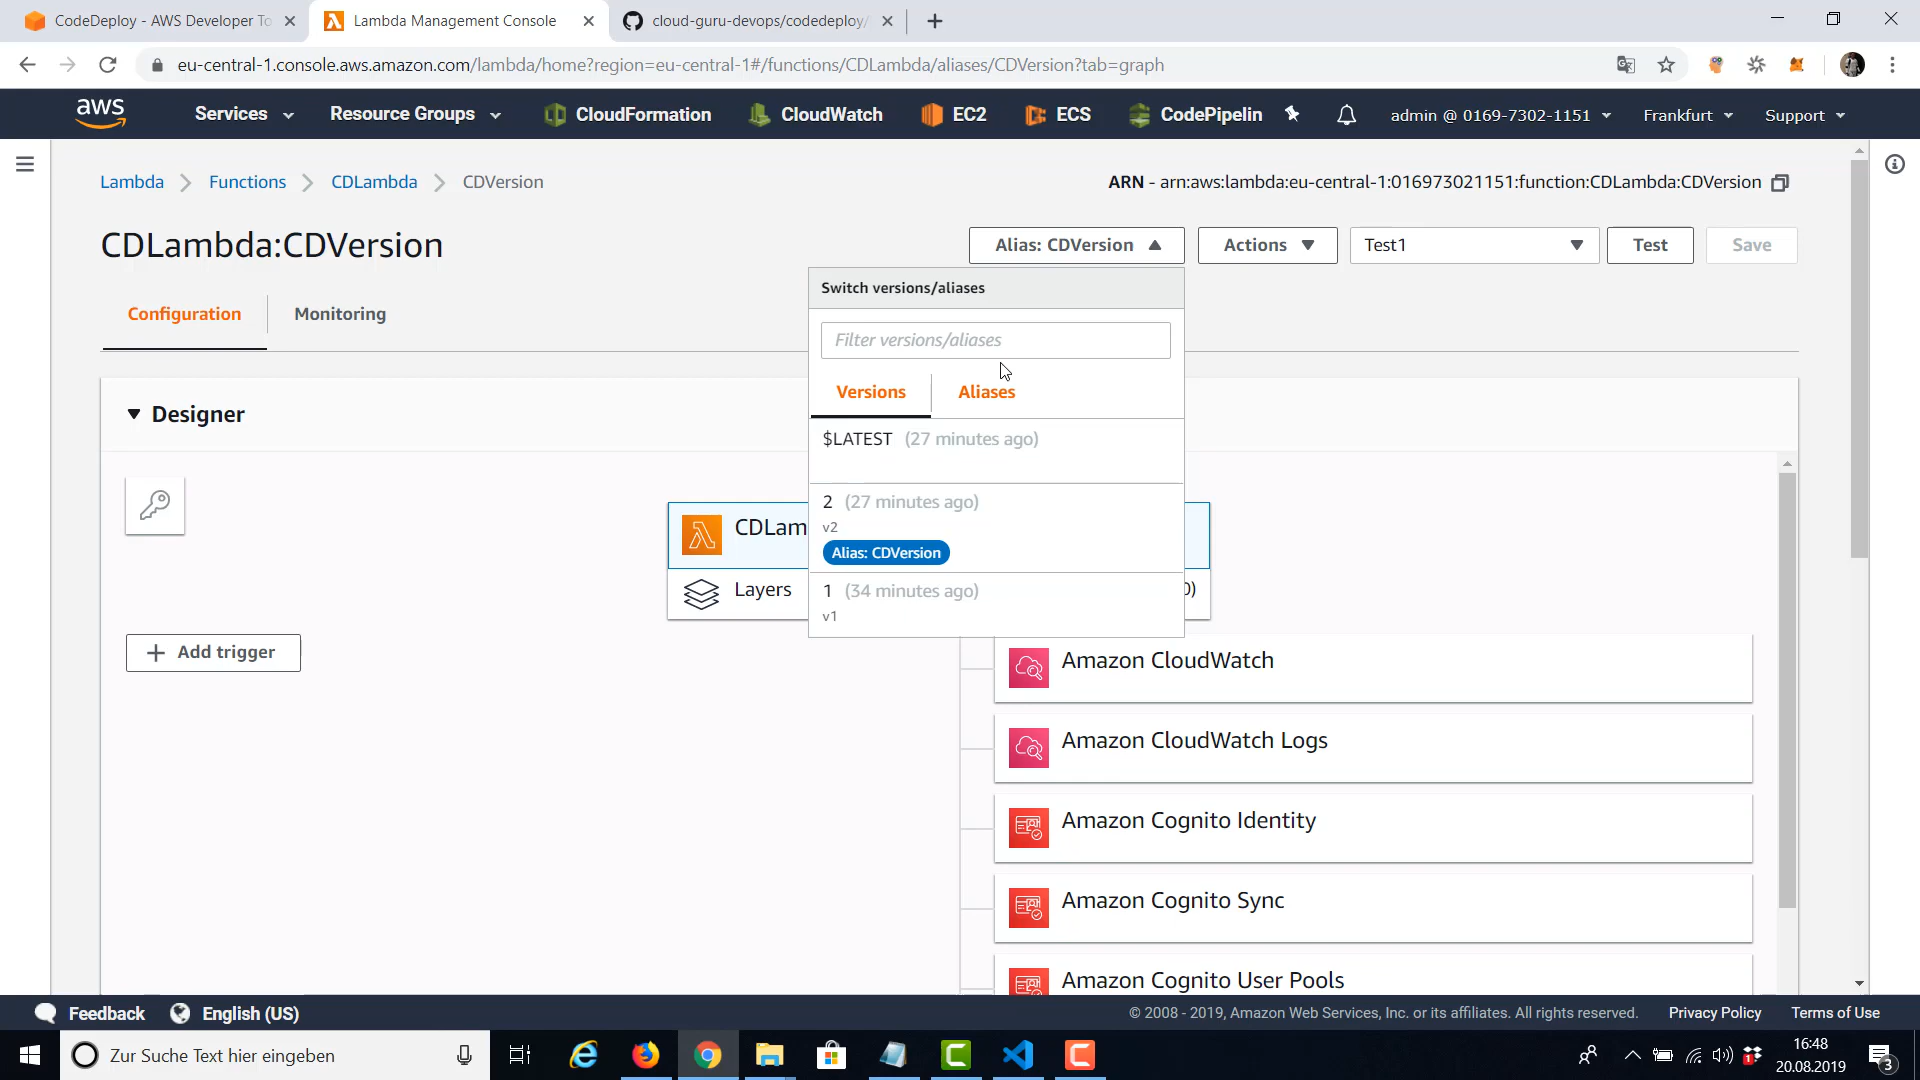 CodeDeploy - AWS Developer To
Lambda Management Console
cloud-guru-devops/codedeploy/
eu-central-1.console.aws.amazon.com/lambda/home?region=eu-central-1#/functions/CDLambda/aliases/CDVersion?tab=graph
aws
Services
Resource Groups
CloudFormation
CloudWatch
EC2
ECS
CodePipelin
admin @ 0169-7302-1151
Frankfurt
Support
Lambda
Functions
CDLambda
CDVersion
ARN - arn:aws:lambda:eu-central-1:016973021151:function:CDLambda:CDVersion
CDLambda:CDVersion
Alias: CDVersion
Actions
Test1
Test
Save
Switch versions/aliases
Configuration
Monitoring
Filter versions/aliases
Versions
Aliases
Designer
$LATEST (27 minutes ago)
2 (27 minutes ago)
v2
Alias: CDVersion
CDLam
1 (34 minutes ago)
v1
Layers
0)
Add trigger
Amazon CloudWatch
Amazon CloudWatch Logs
Amazon Cognito Identity
Amazon Cognito Sync
Amazon Cognito User Pools
Feedback
English (US)
© 2008 - 2019, Amazon Web Services, Inc. or its affiliates. All rights reserved.
Privacy Policy
Terms of Use
Zur Suche Text hier eingeben
1
16:48
20.08.2019
3